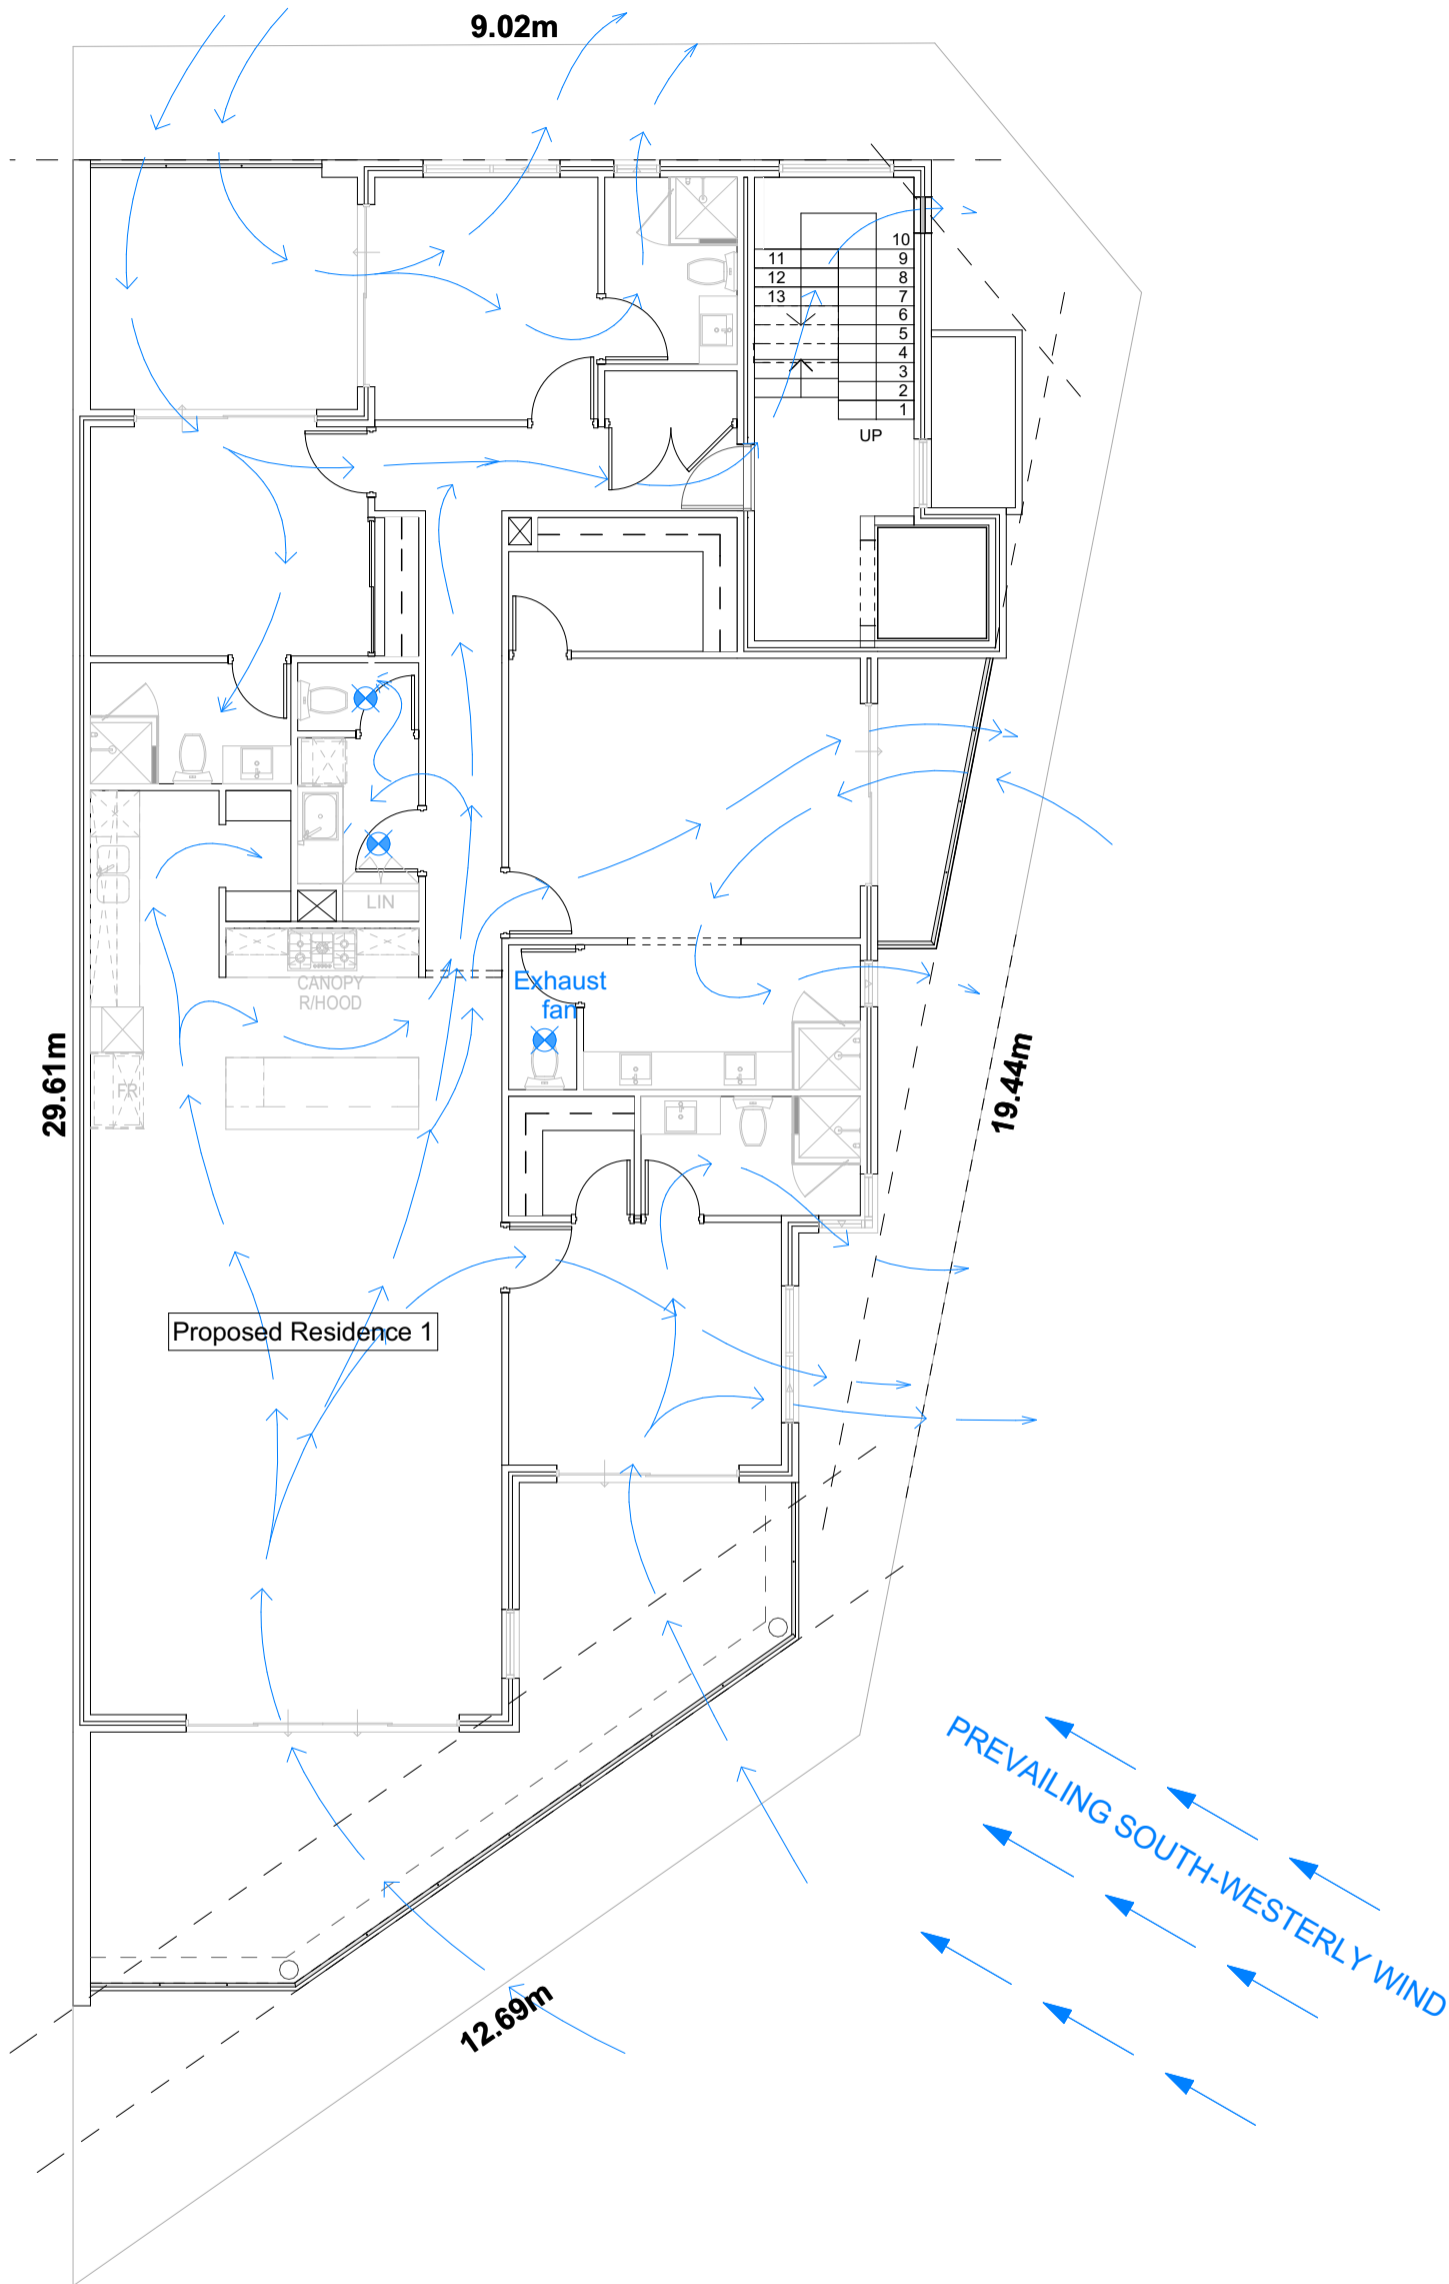 9.02m
10
11
9
12
8
13
7
6
5
4
3
2
1
UP
LIN
CANOPY
R/HOOD
Exhaust
fan
29.61m
FR
19.44m
Proposed Residence 1
PREVAILING SOUTH-WESTERLY WIND
12.69m